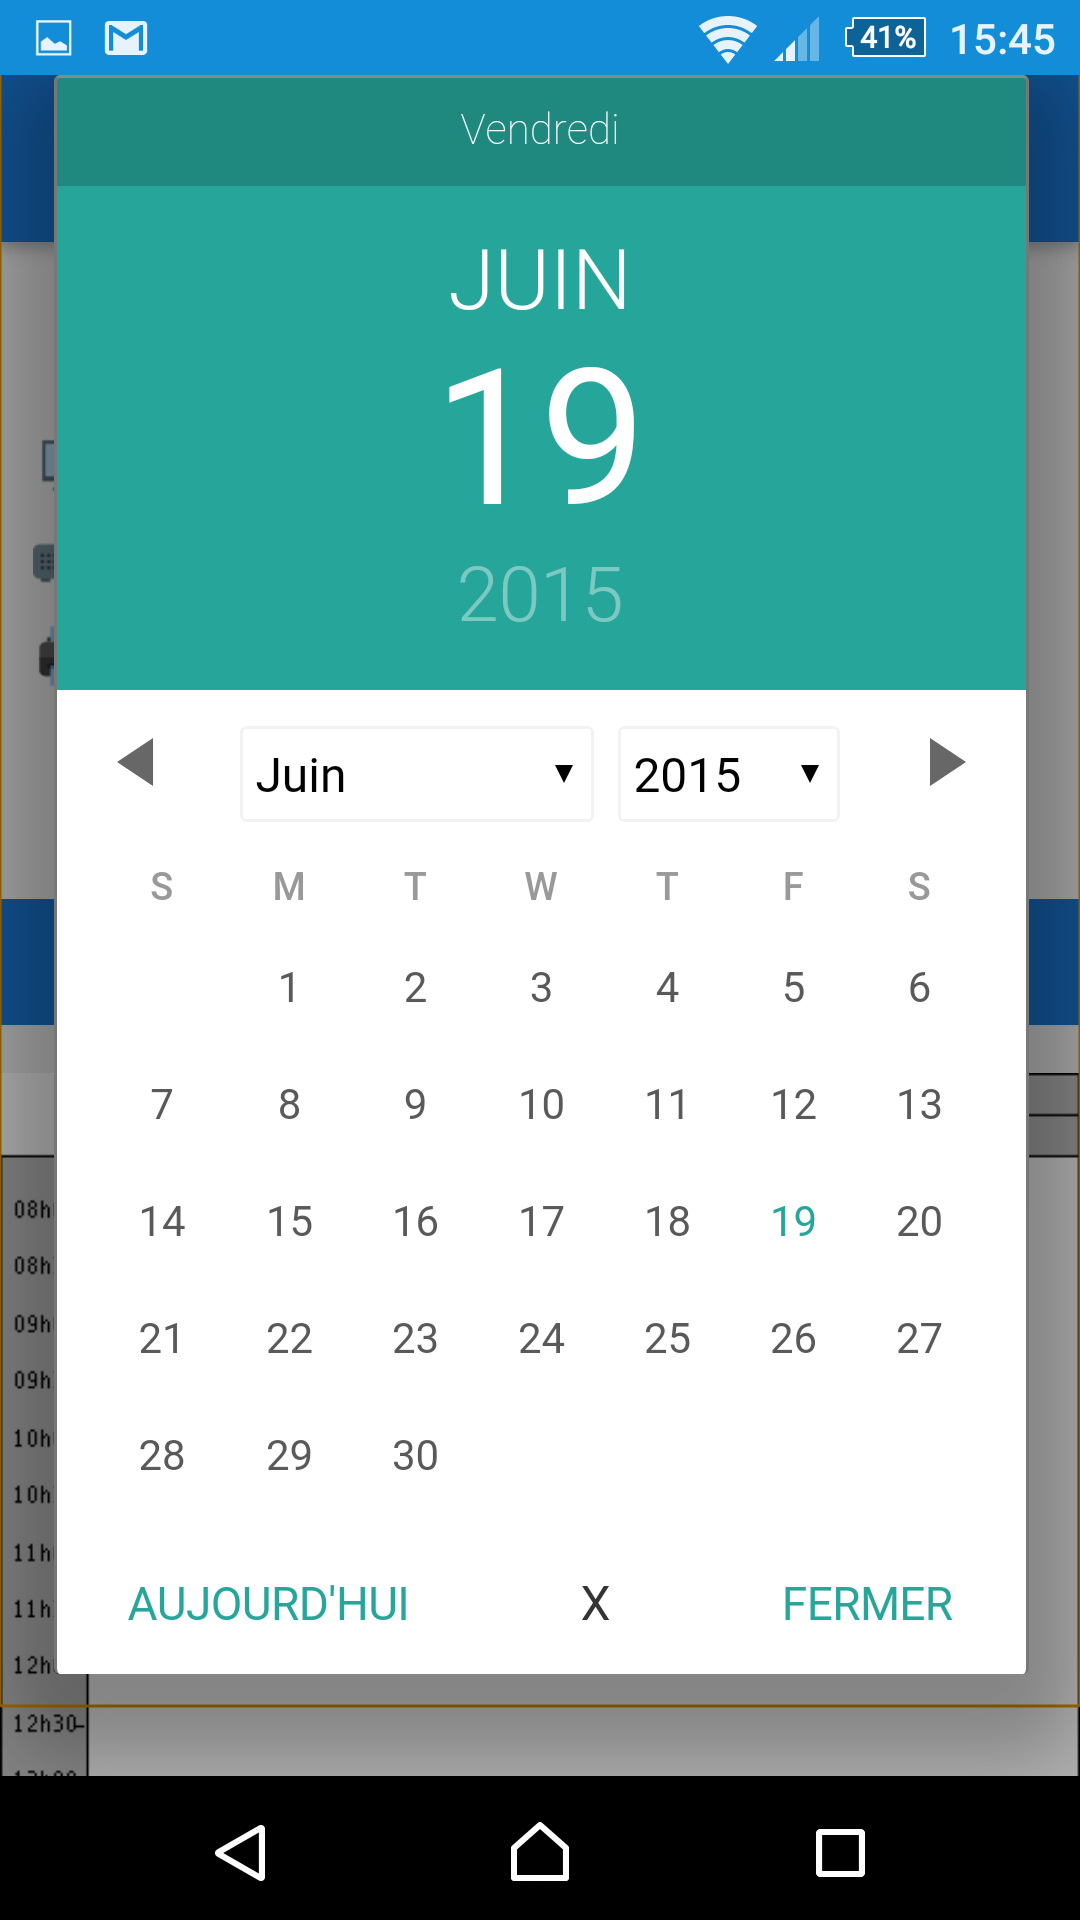 41% 15:45
Vendredi
JUIN
19
2015
Juin ▼ 2015 ▼
S M T W T F S
1 2 3 4 5 6
7 8 9 10 11 12 13
14 15 16 17 18 19 20
21 22 23 24 25 26 27
28 29 30
AUJOURD'HUI X FERMER
08h
08h
09h
09h
10h
10h
11h
11h
12h
12h30